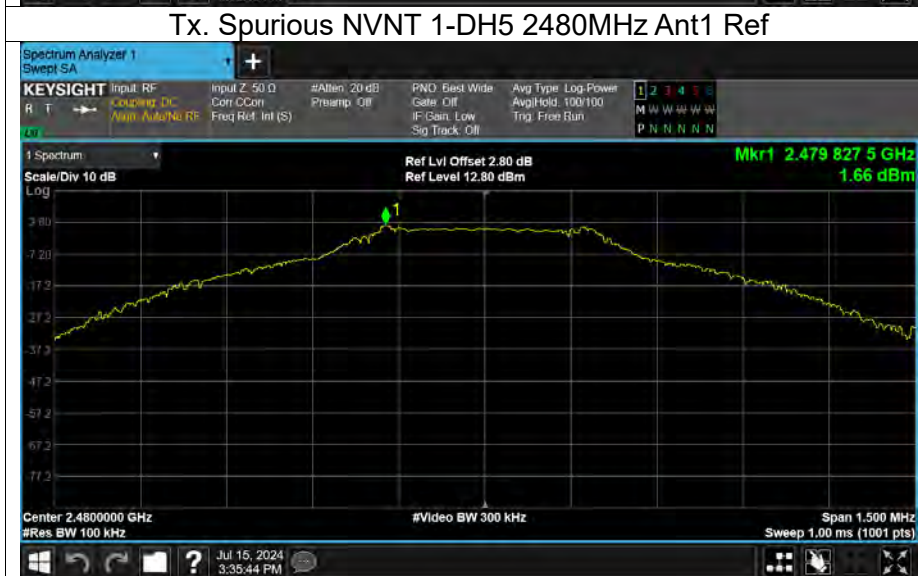 Tx. Spurious NVNT 1-DH5 2480MHz Ant1 Ref
Spectrum Analyzer 1
Swept SA
+
KEYSIGHT Input: RF
R T Coupling: DC
Align: Auto/No RF
Input Z: 50 Ω
Corr CCorr
Freq Ref: Int (S)
#Atten: 20 dB
Preamp: Off
PNO: Best Wide
Gate: Off
IF Gain: Low
Sig Track: Off
Avg Type: Log-Power
Avg|Hold: 100/100
Trig: Free Run
1 2 3 4 5 6
M W W W W W
P N N N N N
1 Spectrum
Scale/Div 10 dB
Ref Lvl Offset 2.80 dB
Ref Level 12.80 dBm
Mkr1 2.479 827 5 GHz
1.66 dBm
Log
1
2.80
-7.20
-17.2
-27.2
-37.2
-47.2
-57.2
-67.2
-77.2
Center 2.4800000 GHz
#Video BW 300 kHz
Span 1.500 MHz
#Res BW 100 kHz
Sweep 1.00 ms (1001 pts)
?
Jul 15, 2024
3:35:44 PM